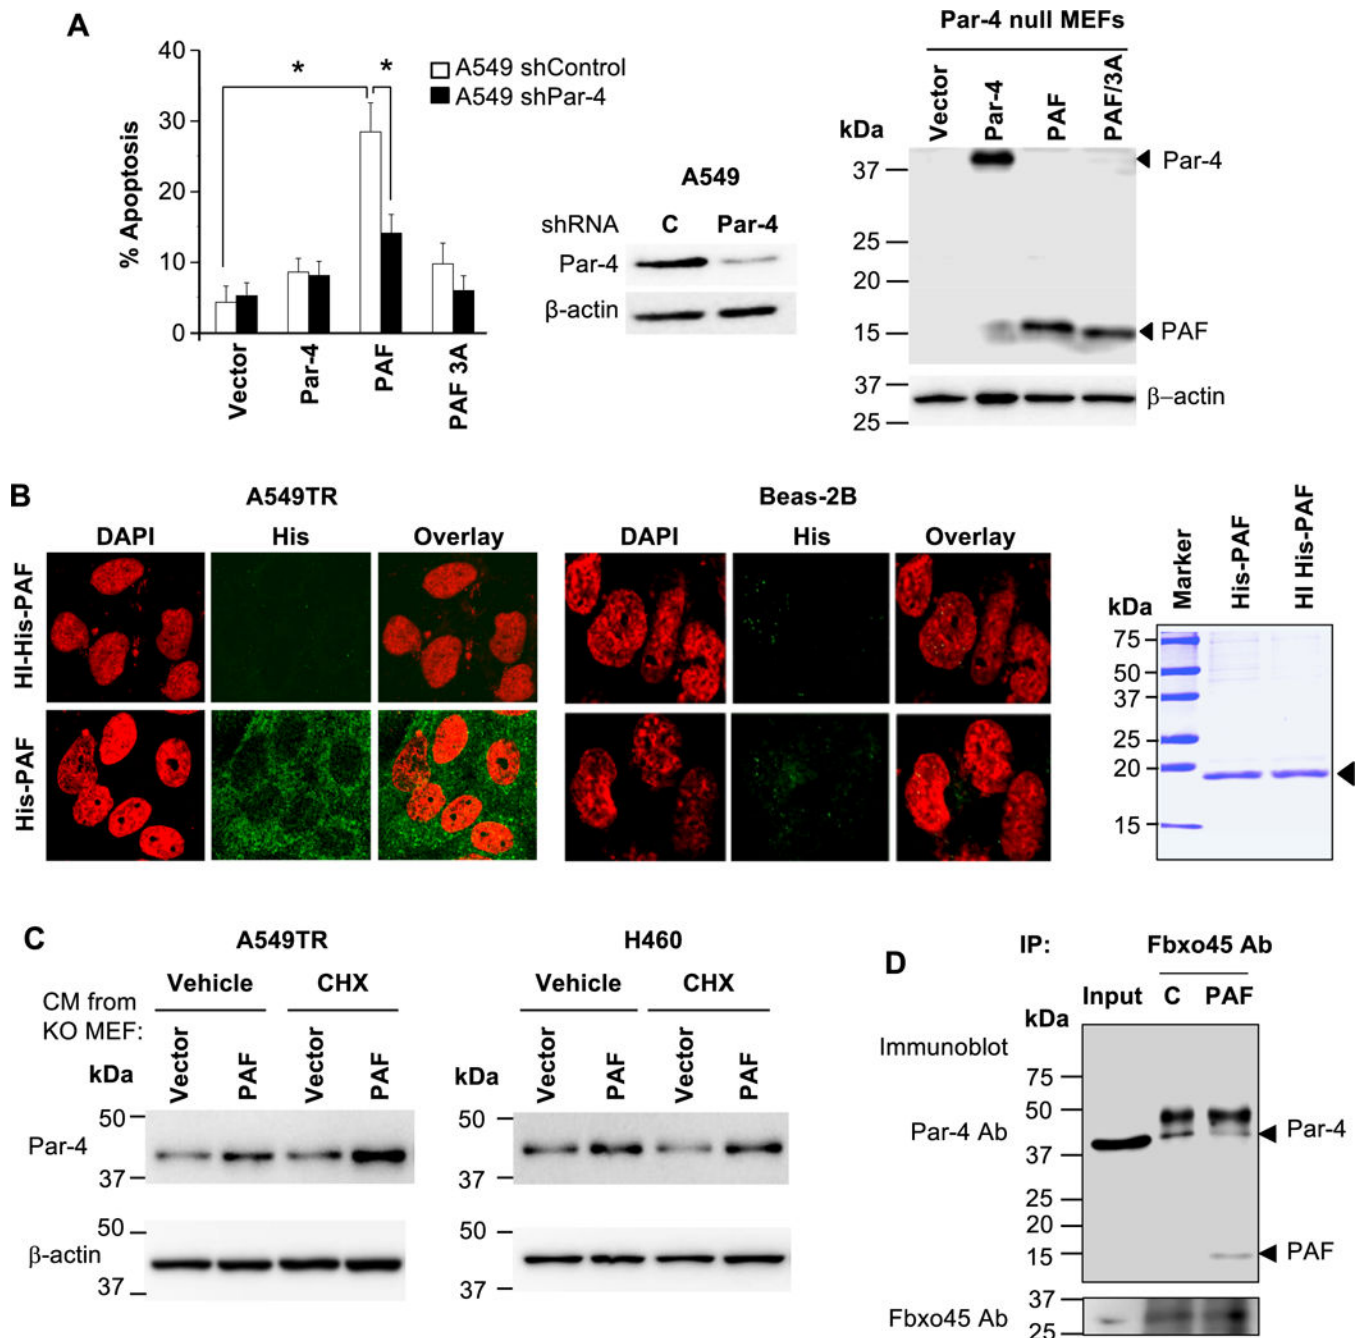 A
40
30
20
10
0
% Apoptosis
*
*
A549 shControl
A549 shPar-4
Vector
Par-4
PAF
PAF 3A
A549
shRNA
C
Par-4
Par-4
β-actin
Par-4 null MEFs
Vector
Par-4
PAF
PAF/3A
kDa
37
25
20
15
37
25
Par-4
PAF
β–actin
B
A549TR
DAPI
His
Overlay
HI-His-PAF
His-PAF
Beas-2B
DAPI
His
Overlay
Marker
His-PAF
HI His-PAF
kDa
75
50
37
25
20
15
C
A549TR
Vehicle
CHX
CM from
KO MEF:
Vector
PAF
Vector
PAF
kDa
50
Par-4
37
50
β-actin
37
H460
Vehicle
CHX
Vector
PAF
Vector
PAF
kDa
50
37
50
37
D
IP:
Fbxo45 Ab
Input
C
PAF
kDa
Immunoblot
75
50
Par-4 Ab
37
25
20
15
Par-4
PAF
37
Fbxo45 Ab
25